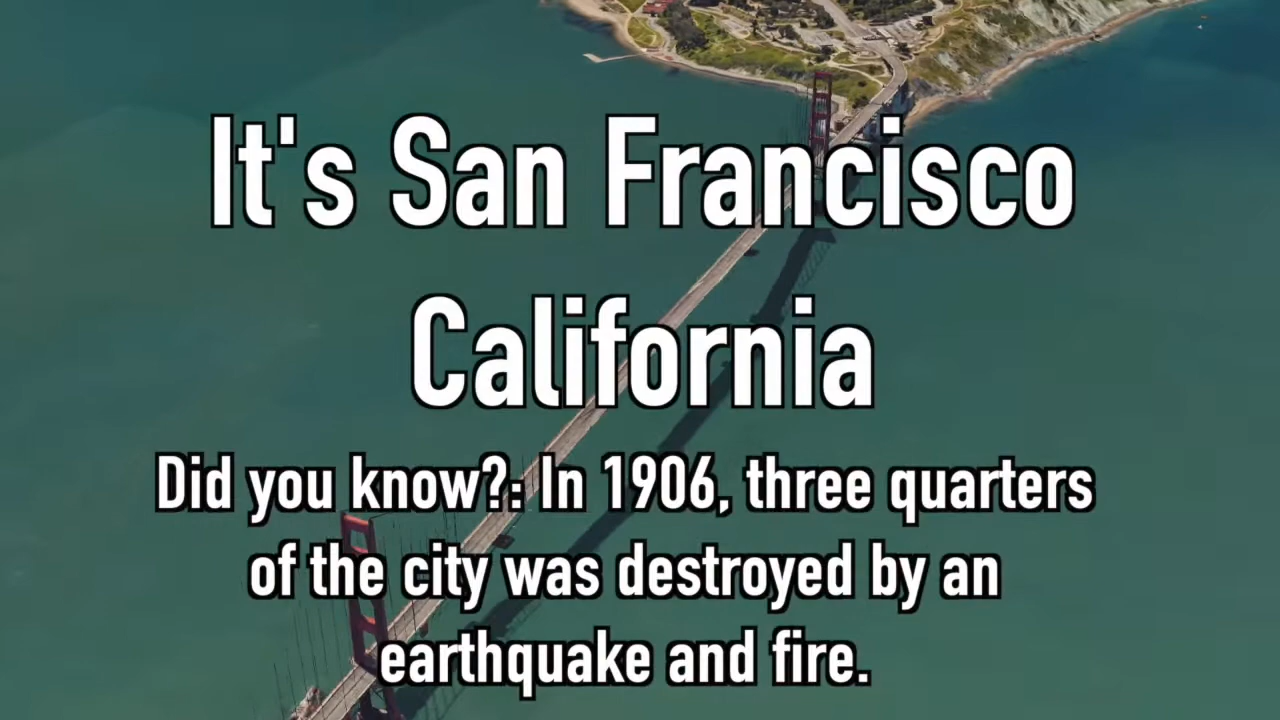 It's San Francisco
California
Did you know?: In 1906, three quarters
of the city was destroyed by an
earthquake and fire.